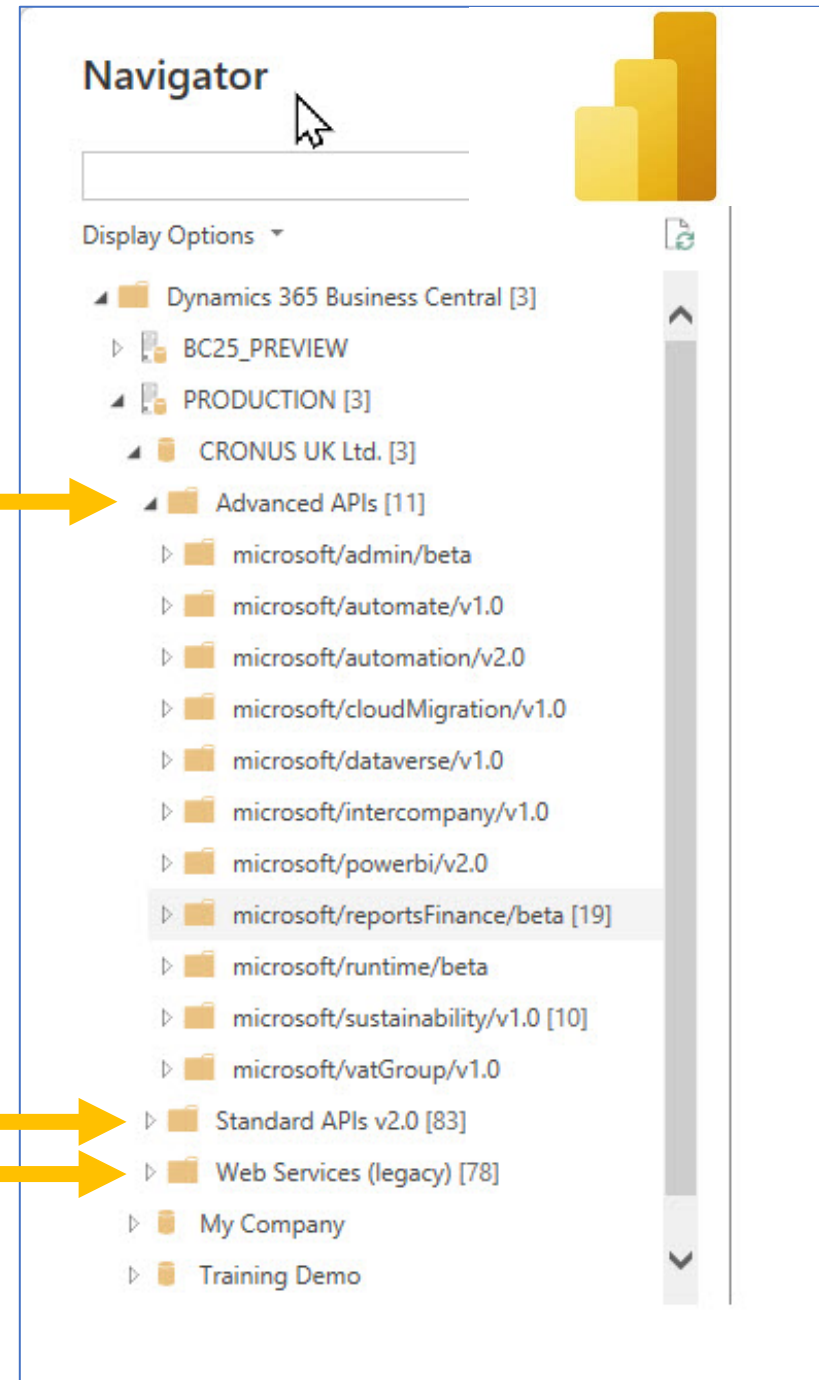 Navigator
Display Options
Dynamics 365 Business Central [3]
BC25_PREVIEW
PRODUCTION [3]
CRONUS UK Ltd. [3]
Advanced APIs [11]
microsoft/admin/beta
microsoft/automate/v1.0
microsoft/automation/v2.0
microsoft/cloudMigration/v1.0
microsoft/dataverse/v1.0
microsoft/intercompany/v1.0
microsoft/powerbi/v2.0
microsoft/reportsFinance/beta [19]
microsoft/runtime/beta
microsoft/sustainability/v1.0 [10]
microsoft/vatGroup/v1.0
Standard APIs v2.0 [83]
Web Services (legacy) [78]
My Company
Training Demo